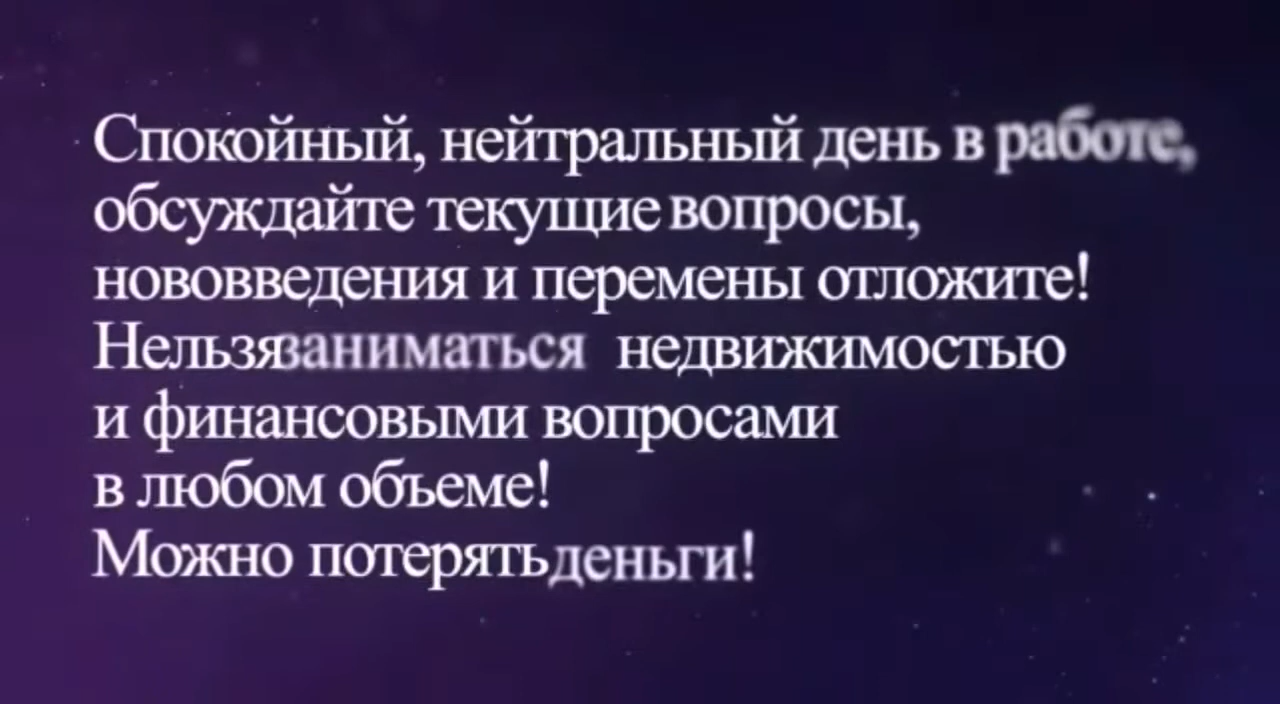 Спокойный, нейтральный день в работе,
обсуждайте текущие вопросы,
нововведения и перемены отложите!
Нельзя заниматься недвижимостью
и финансовыми вопросами
в любом объеме!
Можно потерять деньги!